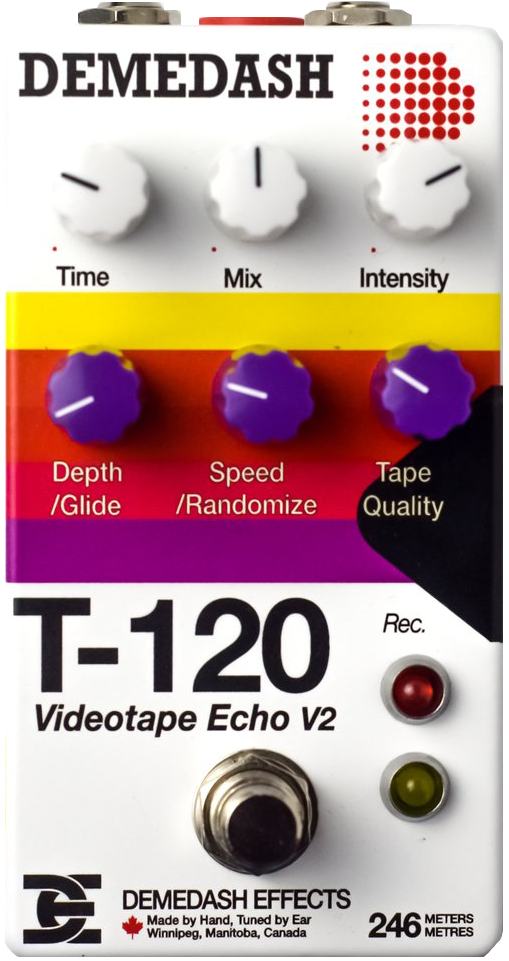 DEMEDASH
Time Mix Intensity
Depth Speed Tape
/Glide /Randomize Quality
T-120
Rec.
Videotape Echo V2
DEMEDASH EFFECTS
Made by Hand, Tuned by Ear
Winnipeg, Manitoba, Canada
246 METERS
METRES